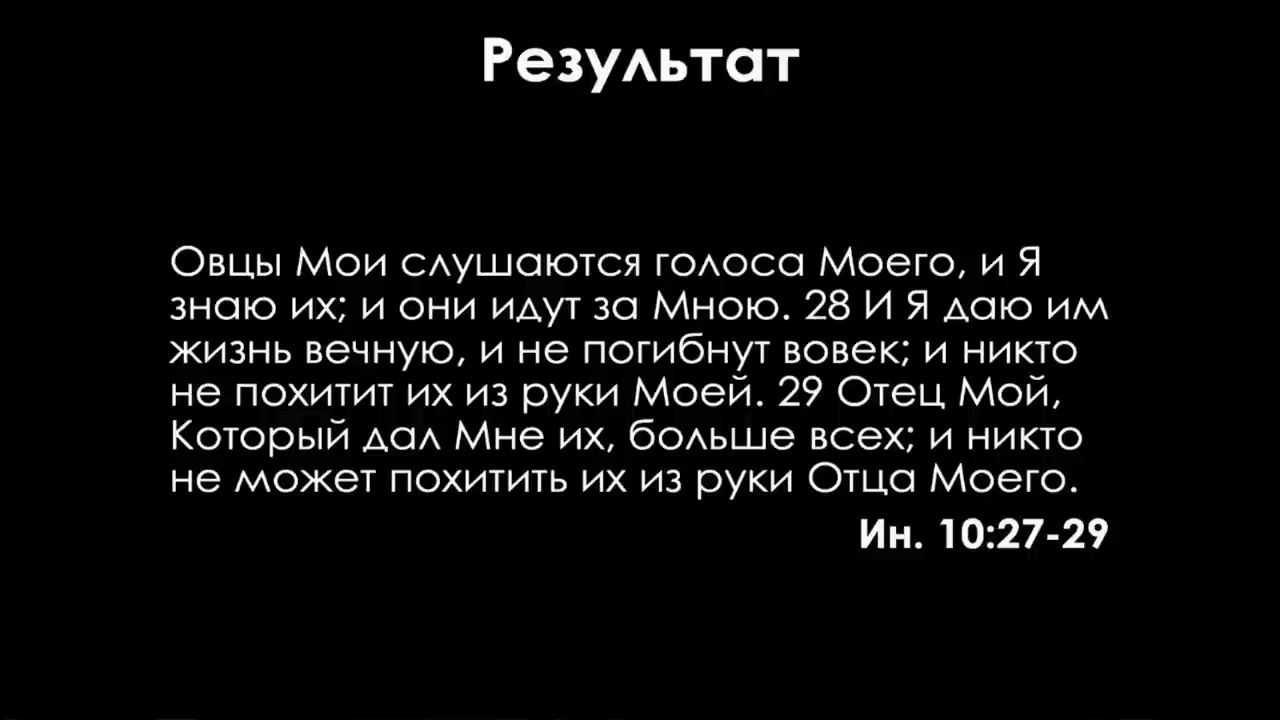 Результат
Овцы Мои слушаются голоса Моего, и Я
знаю их; и они идут за Мною. 28 И Я даю им
жизнь вечную, и не погибнут вовек; и никто
не похитит их из руки Моей. 29 Отец Мой,
Который дал Мне их, больше всех; и никто
не может похитить их из руки Отца Моего.
Ин. 10:27-29